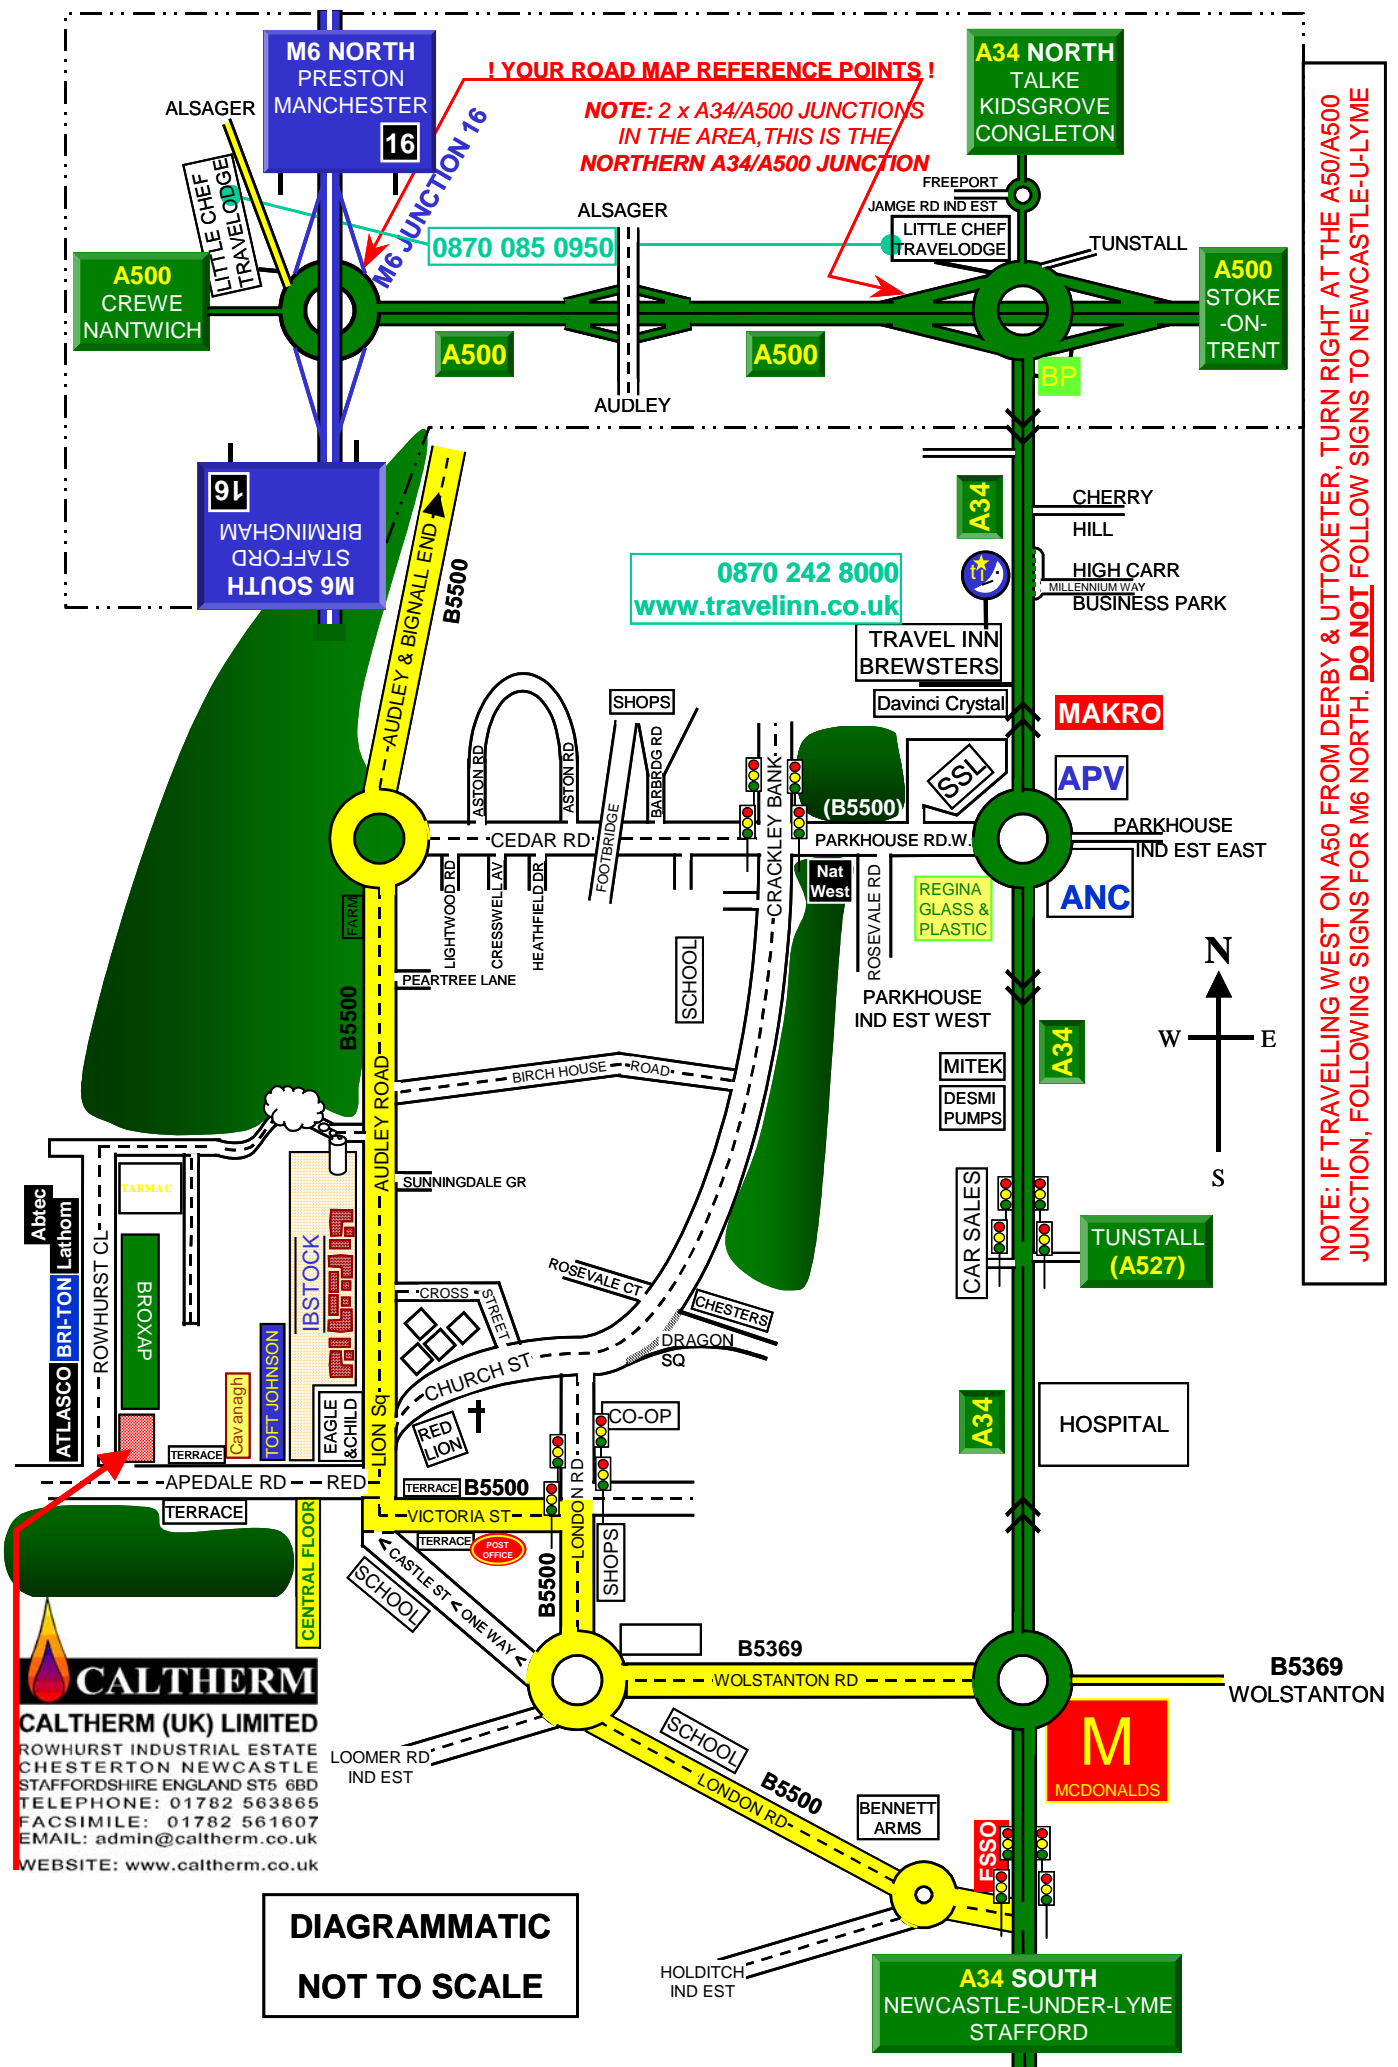 M6 NORTH
PRESTON
MANCHESTER
16
! YOUR ROAD MAP REFERENCE POINTS !
NOTE: 2 x A34/A500 JUNCTIONS
IN THE AREA,THIS IS THE
NORTHERN A34/A500 JUNCTION
A34 NORTH
TALKE
KIDSGROVE
CONGLETON
ALSAGER
LITTLE CHEF
TRAVELODGE
M6 JUNCTION 16
0870 085 0950
ALSAGER
FREEPORT
JAMGE RD IND EST
LITTLE CHEF
TRAVELODGE
TUNSTALL
A500
CREWE
NANTWICH
A500
STOKE
-ON-
TRENT
A500
A500
AUDLEY
BP
NOTE: IF TRAVELLING WEST ON A50 FROM DERBY & UTTOXETER, TURN RIGHT AT THE A50/A500
JUNCTION, FOLLOWING SIGNS FOR M6 NORTH. DO NOT FOLLOW SIGNS TO NEWCASTLE-U-LYME
M6 SOUTH
STAFFORD
BIRMINGHAM
16
AUDLEY & BIGNALL END
B5500
A34
CHERRY
HILL
HIGH CARR
MILLENNIUM WAY
BUSINESS PARK
0870 242 8000
www.travelinn.co.uk
t
TRAVEL INN
BREWSTERS
Davinci Crystal
MAKRO
SHOPS
ASTON RD
ASTON RD
BARBRDG RD
FOOTBRIDGE
CRACKLEY BANK
(B5500)
SSL
APV
CEDAR RD
PARKHOUSE RD.W.
PARKHOUSE
IND EST EAST
Nat
West
ROSEVALE RD
REGINA
GLASS &
PLASTIC
ANC
FARM
LIGHTWOOD RD
CRESSWELL AV
HEATHFIELD DR
PEARTREE LANE
SCHOOL
PARKHOUSE
IND EST WEST
N
W
E
S
B5500
AUDLEY ROAD
BIRCH HOUSE
ROAD
A34
MITEK
DESMI
PUMPS
SUNNINGDALE GR
CAR SALES
TUNSTALL
(A527)
Abtec
Lathom
BRI-TON
ATLASCO
ROWHURST CL
TARMAC
BROXAP
IBSTOCK
Cavanagh
TOFT JOHNSON
EAGLE
&CHILD
CROSS
STREET
ROSEVALE CT
CHESTERS
DRAGON
SQ
CHURCH ST
RED
LION
LION Sq
CO-OP
A34
HOSPITAL
TERRACE
APEDALE RD
RED
TERRACE
TERRACE
B5500
VICTORIA ST
LONDON RD
TERRACE
POST
OFFICE
CENTRAL FLOOR
SCHOOL
< CASTLE ST < ONE WAY <
B5500
SHOPS
B5369
WOLSTANTON RD
B5369
WOLSTANTON
CALTHERM
CALTHERM (UK) LIMITED
ROWHURST INDUSTRIAL ESTATE
CHESTERTON NEWCASTLE
STAFFORDSHIRE ENGLAND ST5 6BD
TELEPHONE: 01782 563865
FACSIMILE: 01782 561607
EMAIL: admin@caltherm.co.uk
WEBSITE: www.caltherm.co.uk
LOOMER RD
IND EST
SCHOOL
B5500
LONDON RD
M
MCDONALDS
BENNETT
ARMS
ESSO
HOLDITCH
IND EST
DIAGRAMMATIC
NOT TO SCALE
A34 SOUTH
NEWCASTLE-UNDER-LYME
STAFFORD